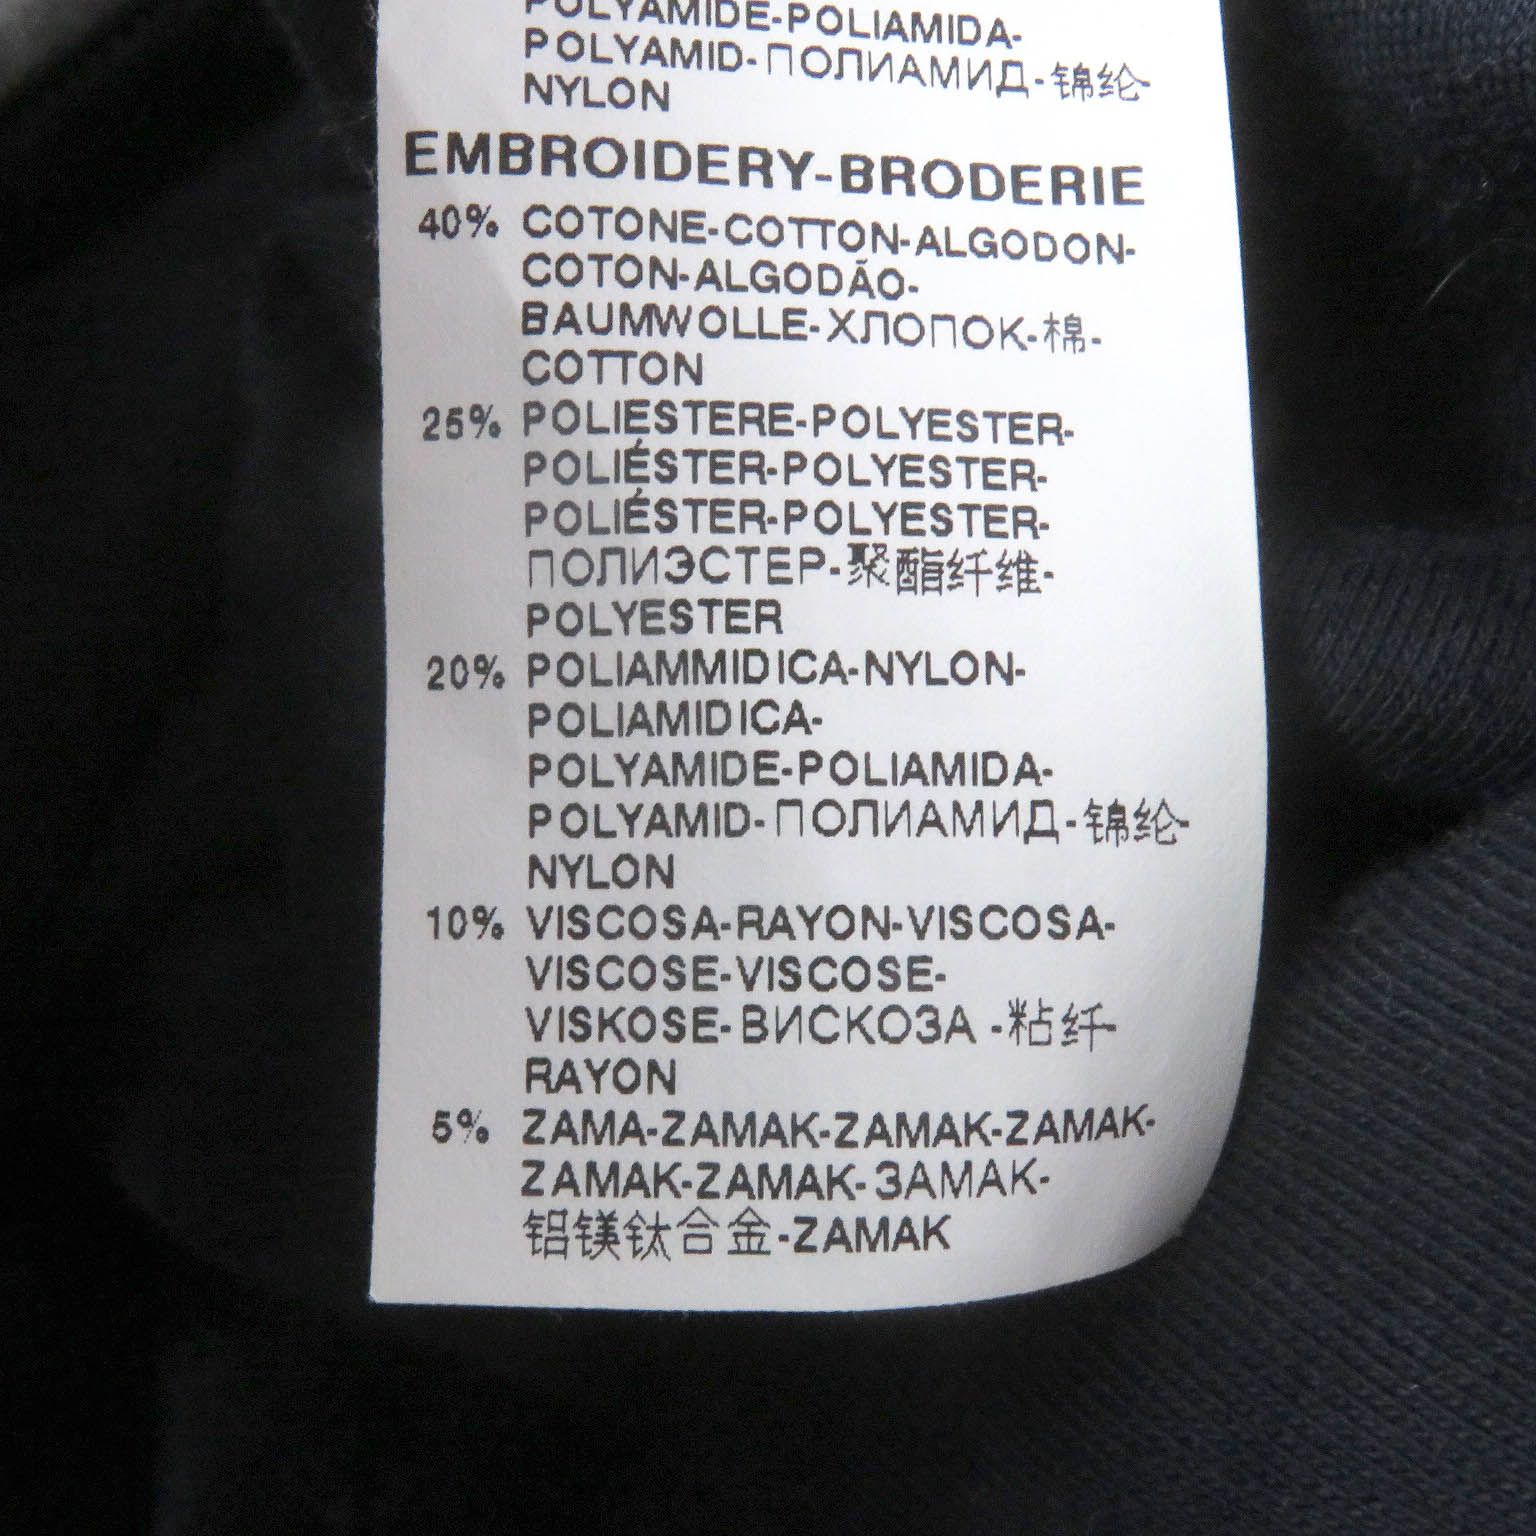 POLYAMIDE-POLIAMIDA-
POLYAMID-ПОЛИАМИД-锦纶-
NYLON
EMBROIDERY-BRODERIE
40% COTONE-COTTON-ALGODON-
COTON-ALGODÃO-
BAUMWOLLE-ХЛОПОК-棉-
COTTON
25% POLIESTERE-POLYESTER-
POLIÉSTER-POLYESTER-
POLIÉSTER-POLYESTER-
ПОЛИЭСТЕР-聚酯纤维-
POLYESTER
20% POLIAMMIDICA-NYLON-
POLIAMIDICA-
POLYAMIDE-POLIAMIDA-
POLYAMID-ПОЛИАМИД-锦纶-
NYLON
10% VISCOSA-RAYON-VISCOSA-
VISCOSE-VISCOSE-
VISKOSE-ВИСКОЗА -粘纤-
RAYON
5% ZAMA-ZAMAK-ZAMAK-ZAMAK-
ZAMAK-ZAMAK-ЗАМАК-
铝镁钛合金-ZAMAK